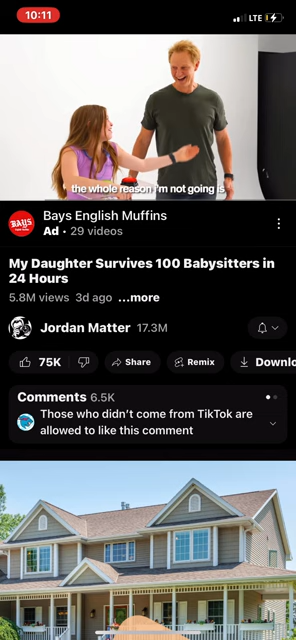 10:11
LTE
the whole reason i'm not going is
BAYS
Bays English Muffins
Ad • 29 videos
My Daughter Survives 100 Babysitters in
24 Hours
5.8M views 3d ago ...more
Jordan Matter 17.3M
75K
Share
Remix
Downlo
Comments 6.5K
Those who didn't come from TikTok are
allowed to like this comment